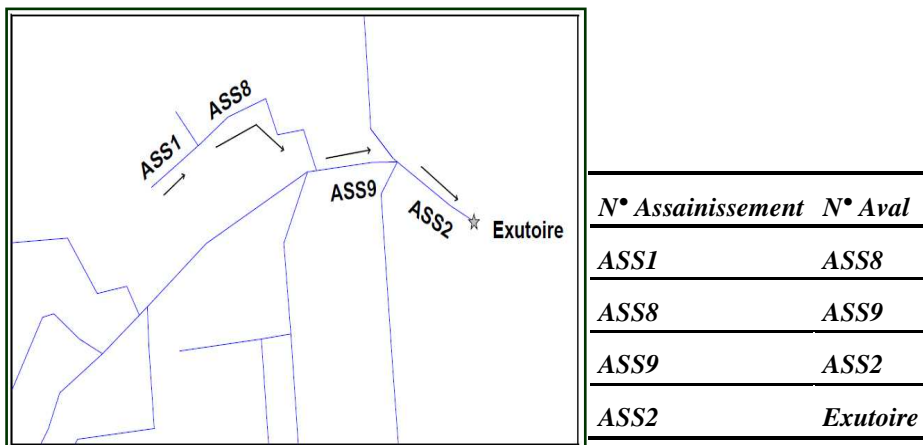 ASS8
ASS1
ASS9
ASS2
Exutoire
N• Assainissement N• Aval
ASS1 ASS8
ASS8 ASS9
ASS9 ASS2
ASS2 Exutoire